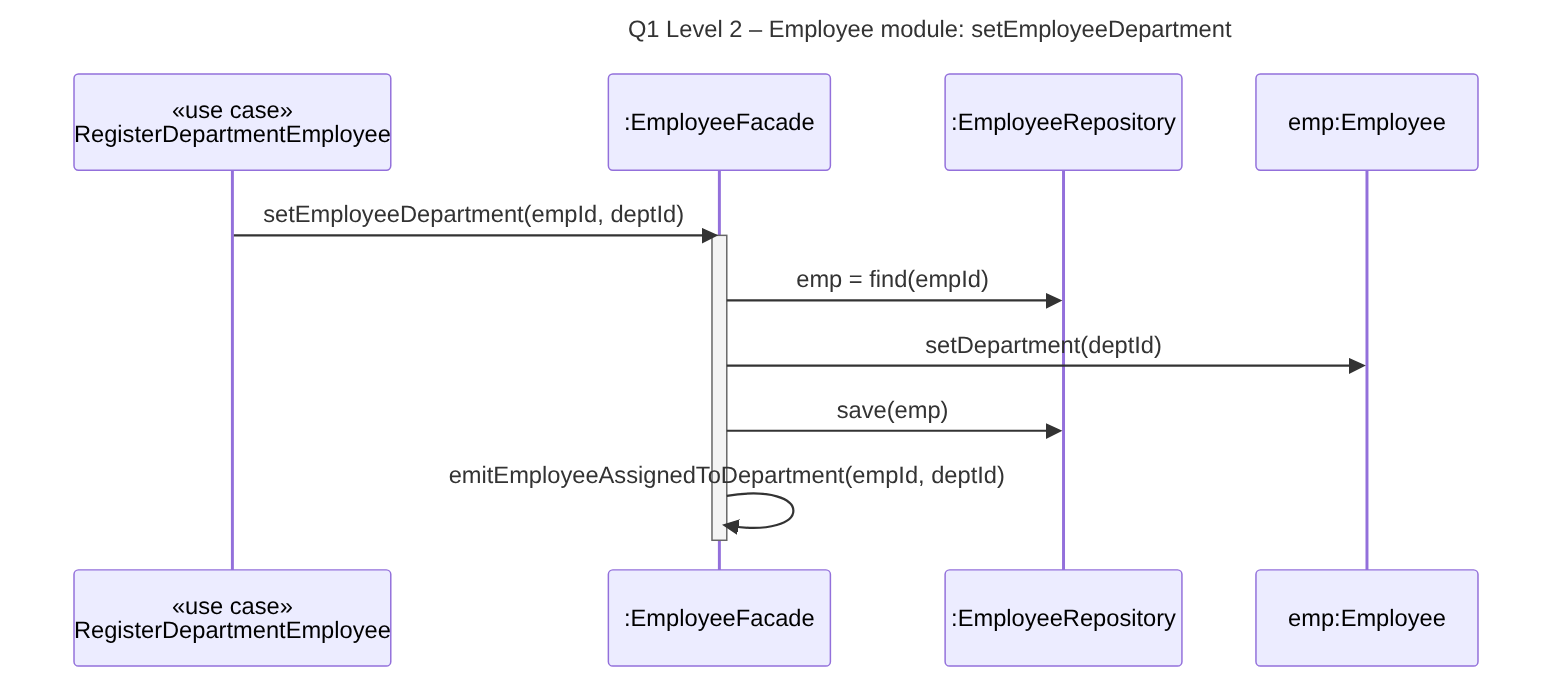 Q1 Level 2 – Employee module: setEmployeeDepartment
«use case»
RegisterDepartmentEmployee
:EmployeeFacade
:EmployeeRepository
emp:Employee
setEmployeeDepartment(empId, deptId)
emp = find(empId)
setDepartment(deptId)
save(emp)
emitEmployeeAssignedToDepartment(empId, deptId)
«use case»
RegisterDepartmentEmployee
:EmployeeFacade
:EmployeeRepository
emp:Employee